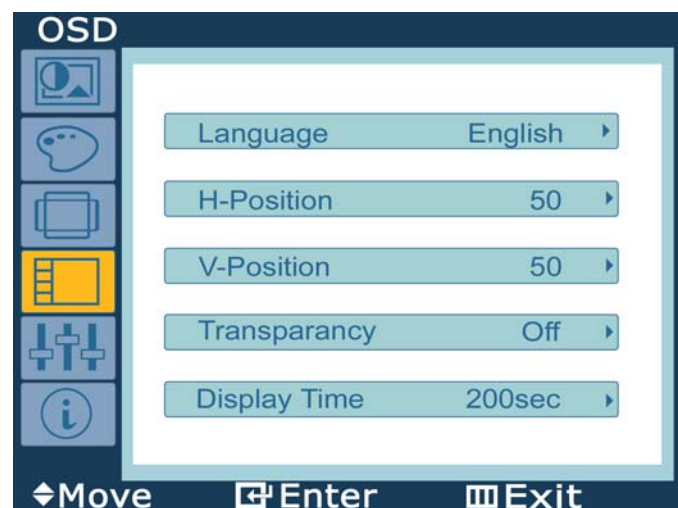 OSD
Language English
H-Position 50
V-Position 50
Transparancy Off
Display Time 200sec
Move Enter Exit